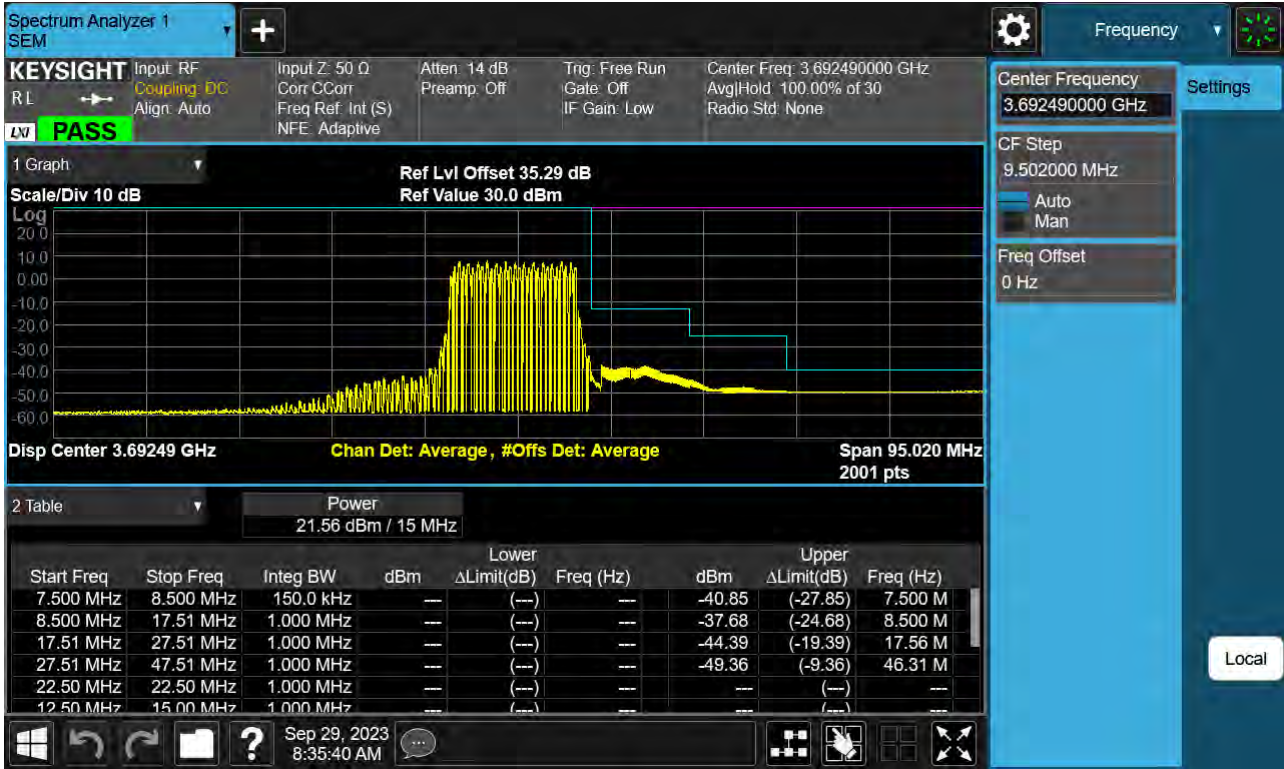 Spectrum Analyzer 1
SEM
+
Frequency
KEYSIGHT
RL
LXI
PASS
Input: RF
Coupling: DC
Align: Auto
Input Z: 50 Ω
Corr CCorr
Freq Ref: Int (S)
NFE: Adaptive
Atten: 14 dB
Preamp: Off
Trig: Free Run
Gate: Off
IF Gain: Low
Center Freq: 3.692490000 GHz
Avg|Hold: 100.00% of 30
Radio Std: None
Center Frequency
3.692490000 GHz
Settings
CF Step
9.502000 MHz
Auto
Man
Freq Offset
0 Hz
Local
1 Graph
Scale/Div 10 dB
Ref Lvl Offset 35.29 dB
Ref Value 30.0 dBm
Log
20.0
10.0
0.00
-10.0
-20.0
-30.0
-40.0
-50.0
-60.0
Disp Center 3.69249 GHz
Chan Det: Average, #Offs Det: Average
Span 95.020 MHz
2001 pts
2 Table
Power
21.56 dBm / 15 MHz
Lower Upper
Start Freq Stop Freq Integ BW dBm ΔLimit(dB) Freq (Hz) dBm ΔLimit(dB) Freq (Hz)
7.500 MHz 8.500 MHz 150.0 kHz --- (---) --- -40.85 (-27.85) 7.500 M
8.500 MHz 17.51 MHz 1.000 MHz --- (---) --- -37.68 (-24.68) 8.500 M
17.51 MHz 27.51 MHz 1.000 MHz --- (---) --- -44.39 (-19.39) 17.56 M
27.51 MHz 47.51 MHz 1.000 MHz --- (---) --- -49.36 (-9.36) 46.31 M
22.50 MHz 22.50 MHz 1.000 MHz --- (---) --- --- (---) ---
12.50 MHz 15.00 MHz 1.000 MHz --- (---) --- --- (---) ---
?
Sep 29, 2023
8:35:40 AM